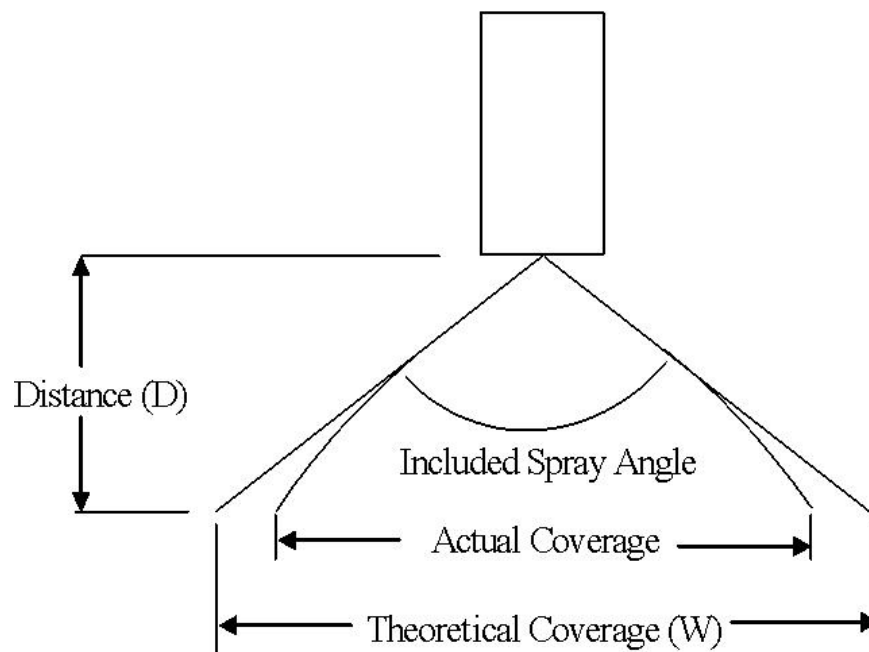 Distance (D)
Included Spray Angle
Actual Coverage
Theoretical Coverage (W)